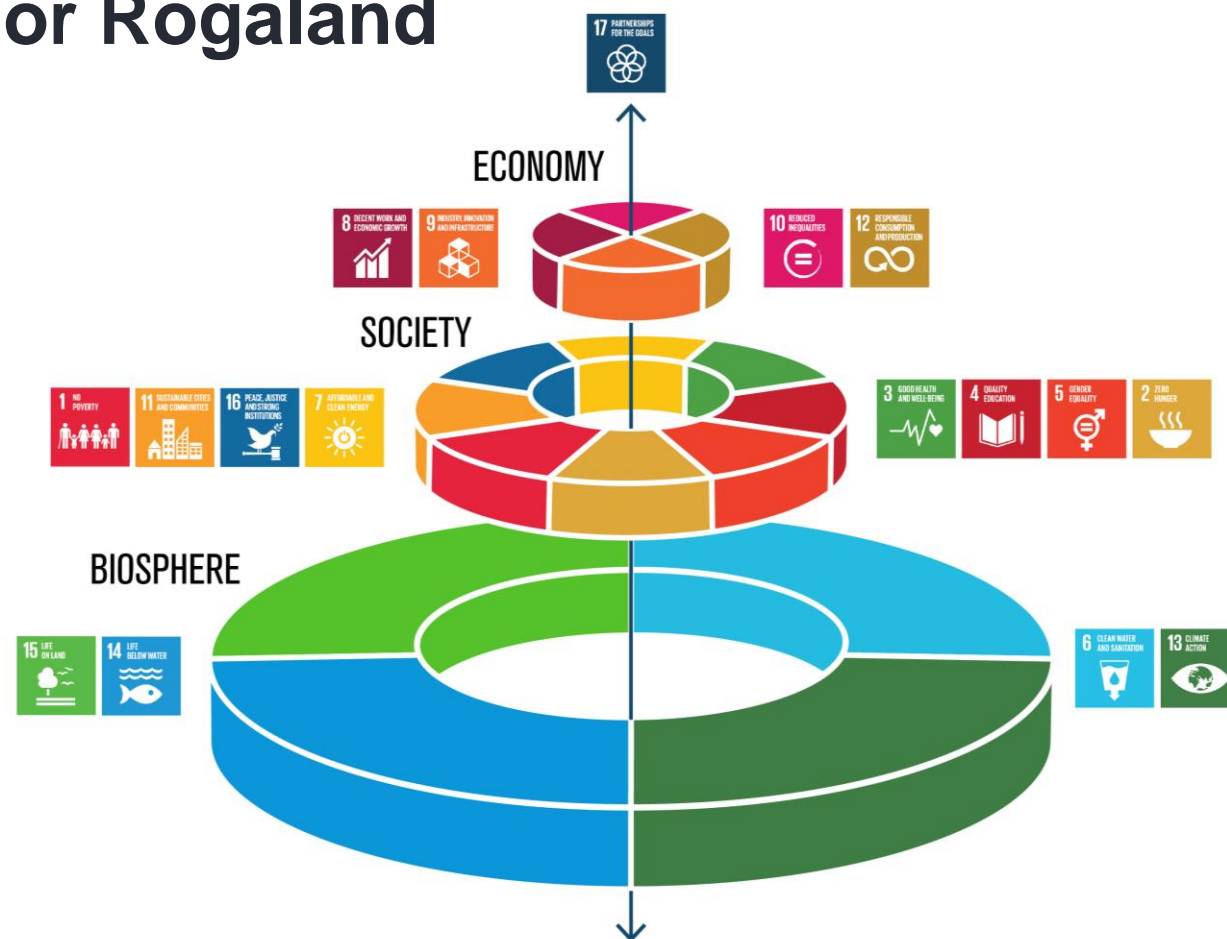 or Rogaland
17 PARTNERSHIPS
FOR THE GOALS
ECONOMY
8 DECENT WORK AND
ECONOMIC GROWTH
9 INDUSTRY, INNOVATION
AND INFRASTRUCTURE
10 REDUCED
INEQUALITIES
12 RESPONSIBLE
CONSUMPTION
AND PRODUCTION
SOCIETY
1 NO
POVERTY
11 SUSTAINABLE CITIES
AND COMMUNITIES
16 PEACE, JUSTICE
AND STRONG
INSTITUTIONS
7 AFFORDABLE AND
CLEAN ENERGY
3 GOOD HEALTH
AND WELL-BEING
4 QUALITY
EDUCATION
5 GENDER
EQUALITY
2 ZERO
HUNGER
BIOSPHERE
15 LIFE
ON LAND
14 LIFE
BELOW WATER
6 CLEAN WATER
AND SANITATION
13 CLIMATE
ACTION